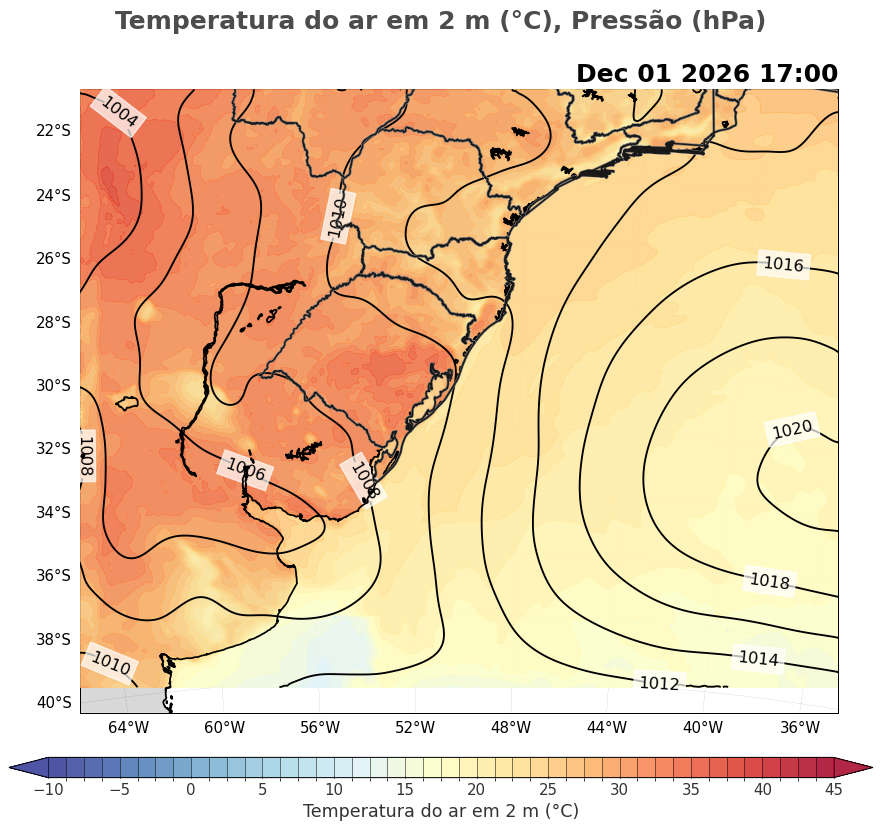 Temperatura do ar em 2 m (°C), Pressão (hPa)
Dec 01 2026 17:00
1004
22°S
24°S
1010
26°S
1016
28°S
30°S
1020
32°S
1008
1006
1008
34°S
36°S
1018
38°S
1010
1014
1012
40°S
64°W 60°W 56°W 52°W 48°W 44°W 40°W 36°W
−10 −5 0 5 10 15 20 25 30 35 40 45
Temperatura do ar em 2 m (°C)